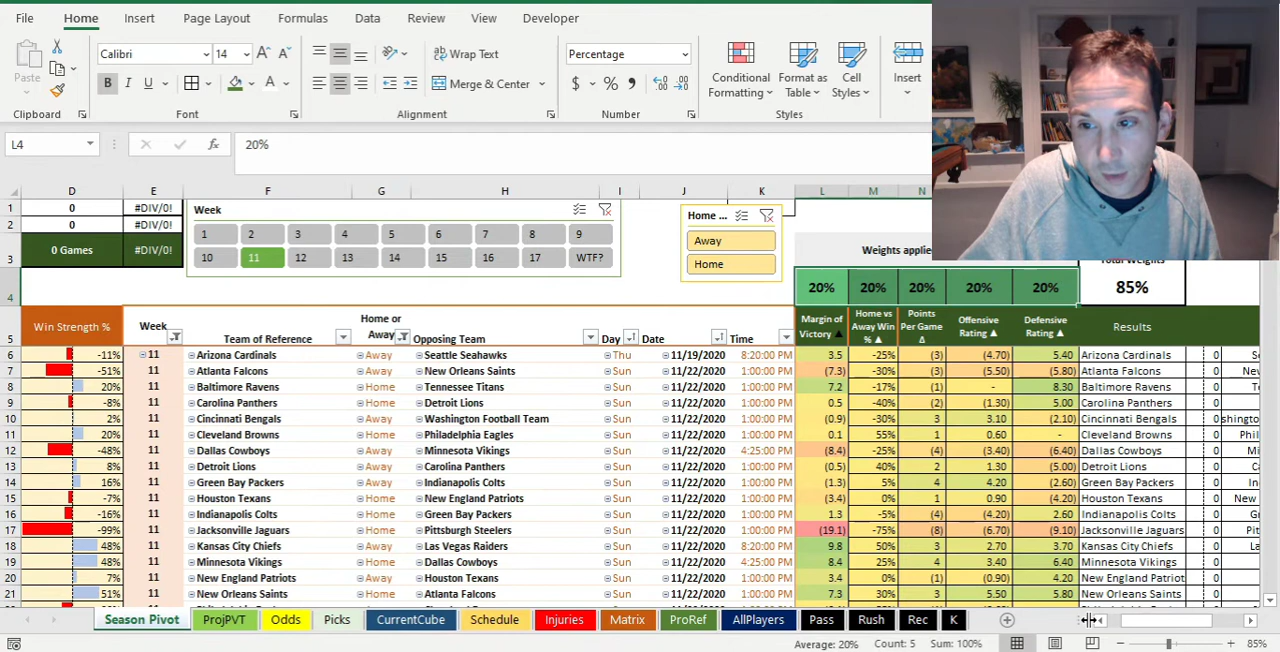 File Home Insert Page Layout Formulas Data Review View Developer
Calibri 14 Wrap Text Percentage
Paste B I U Merge & Center $ % Conditional Formatting Format as Table Cell Styles Insert
Clipboard Font Alignment Number Styles
L4 fx 20%
D E F G H I J K L M N
1 0 #DIV/0! Week Home ...
2 0 #DIV/0! 1 2 3 4 5 6 7 8 9 Away
3 0 Games #DIV/0! 10 11 12 13 14 15 16 17 WTF? Home Weights applie Total Weights
4 20% 20% 20% 20% 20% 85%
5 Win Strength % Week Team of Reference Home or Away Opposing Team Day Date Time Margin of Victory ▲ Home vs Away Win % ▲ Points Per Game Δ Offensive Rating ▲ Defensive Rating ▲ Results
6 -11% 11 Arizona Cardinals Away Seattle Seahawks Thu 11/19/2020 8:20:00 PM 3.5 -25% (3) (4.70) 5.40 Arizona Cardinals 0 Se
7 -51% 11 Atlanta Falcons Away New Orleans Saints Sun 11/22/2020 1:00:00 PM (7.3) -30% (1) (5.50) (5.80) Atlanta Falcons 0 New
8 20% 11 Baltimore Ravens Home Tennessee Titans Sun 11/22/2020 1:00:00 PM 7.2 -17% (1) - 8.30 Baltimore Ravens 0 Te
9 -8% 11 Carolina Panthers Home Detroit Lions Sun 11/22/2020 1:00:00 PM 0.5 -40% (2) (1.30) 5.00 Carolina Panthers 0
10 2% 11 Cincinnati Bengals Away Washington Football Team Sun 11/22/2020 1:00:00 PM (0.9) -30% 3 3.10 (2.10) Cincinnati Bengals 0 shington
11 20% 11 Cleveland Browns Home Philadelphia Eagles Sun 11/22/2020 1:00:00 PM 0.1 55% 1 0.60 - Cleveland Browns 0 Phil
12 -48% 11 Dallas Cowboys Away Minnesota Vikings Sun 11/22/2020 4:25:00 PM (8.4) -25% (4) (3.40) (6.40) Dallas Cowboys 0 Mi
13 8% 11 Detroit Lions Away Carolina Panthers Sun 11/22/2020 1:00:00 PM (0.5) 40% 2 1.30 (5.00) Detroit Lions 0 Ca
14 16% 11 Green Bay Packers Away Indianapolis Colts Sun 11/22/2020 1:00:00 PM (1.3) 5% 4 4.20 (2.60) Green Bay Packers 0 In
15 -7% 11 Houston Texans Home New England Patriots Sun 11/22/2020 1:00:00 PM (3.4) 0% 1 0.90 (4.20) Houston Texans 0 New
16 -16% 11 Indianapolis Colts Home Green Bay Packers Sun 11/22/2020 1:00:00 PM 1.3 -5% (4) (4.20) 2.60 Indianapolis Colts 0 Gr
17 -99% 11 Jacksonville Jaguars Home Pittsburgh Steelers Sun 11/22/2020 1:00:00 PM (19.1) -75% (8) (6.70) (9.10) Jacksonville Jaguars 0 Pit
18 48% 11 Kansas City Chiefs Away Las Vegas Raiders Sun 11/22/2020 8:20:00 PM 9.8 50% 3 2.70 3.70 Kansas City Chiefs 0 La
19 48% 11 Minnesota Vikings Home Dallas Cowboys Sun 11/22/2020 4:25:00 PM 8.4 25% 4 3.40 6.40 Minnesota Vikings 0
20 7% 11 New England Patriots Away Houston Texans Sun 11/22/2020 1:00:00 PM 3.4 0% (1) (0.90) 4.20 New England Patriot 0
21 51% 11 New Orleans Saints Home Atlanta Falcons Sun 11/22/2020 1:00:00 PM 7.3 30% 1 5.50 5.80 New Orleans Saints 0
Season Pivot ProjPVT Odds Picks CurrentCube Schedule Injuries Matrix ProRef AllPlayers Pass Rush Rec K
Average: 20% Count: 5 Sum: 100% 85%